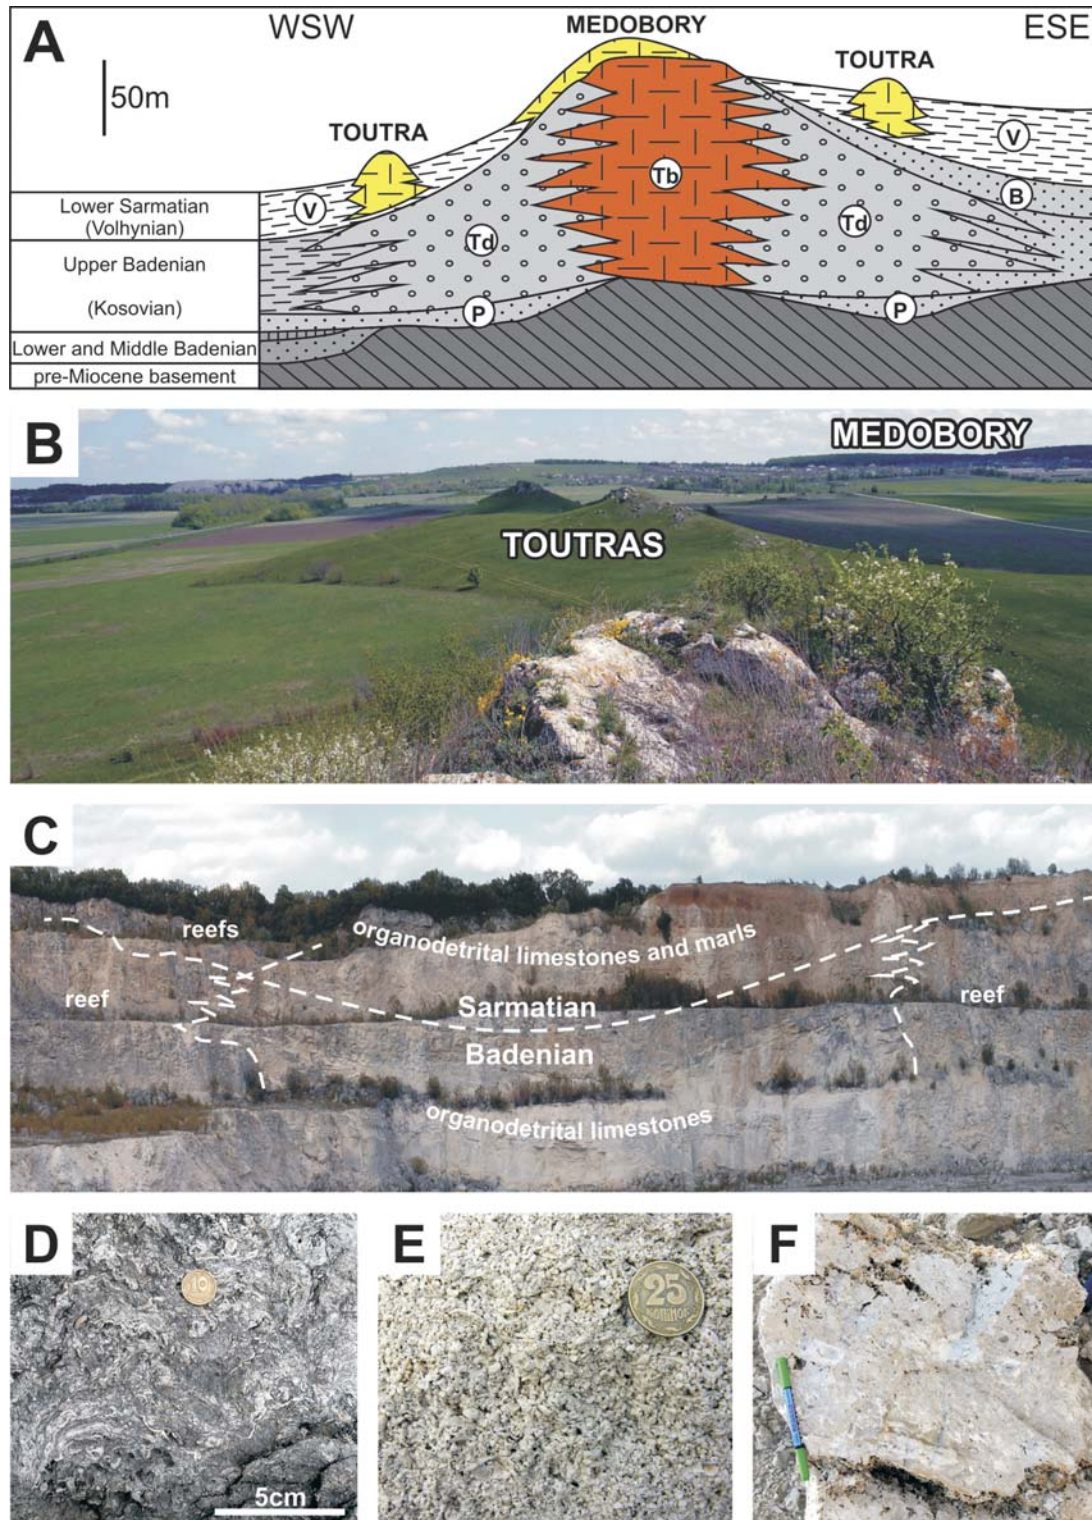 A
WSW
MEDOBORY
ESE
50m
TOUTRA
TOUTRA
V
Tb
V
B
Lower Sarmatian
(Volhynian)
Td
Td
Upper Badenian
(Kosovian)
P
P
Lower and Middle Badenian
pre-Miocene basement
B
MEDOBORY
TOUTRAS
C
reefs
organodetrital limestones and marls
reef
Sarmatian
reef
Badenian
organodetrital limestones
D
10
5cm
E
25
F